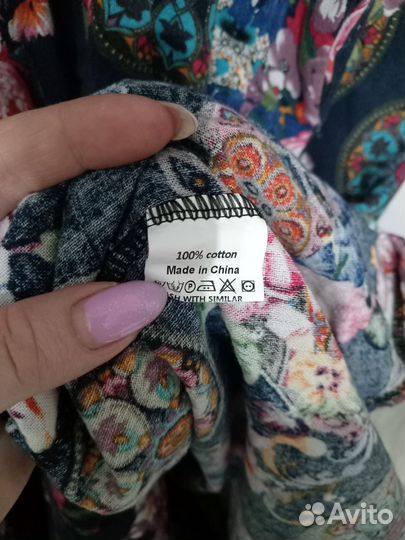 100% cotton
Made in China
WITH SIMILAR
Avito